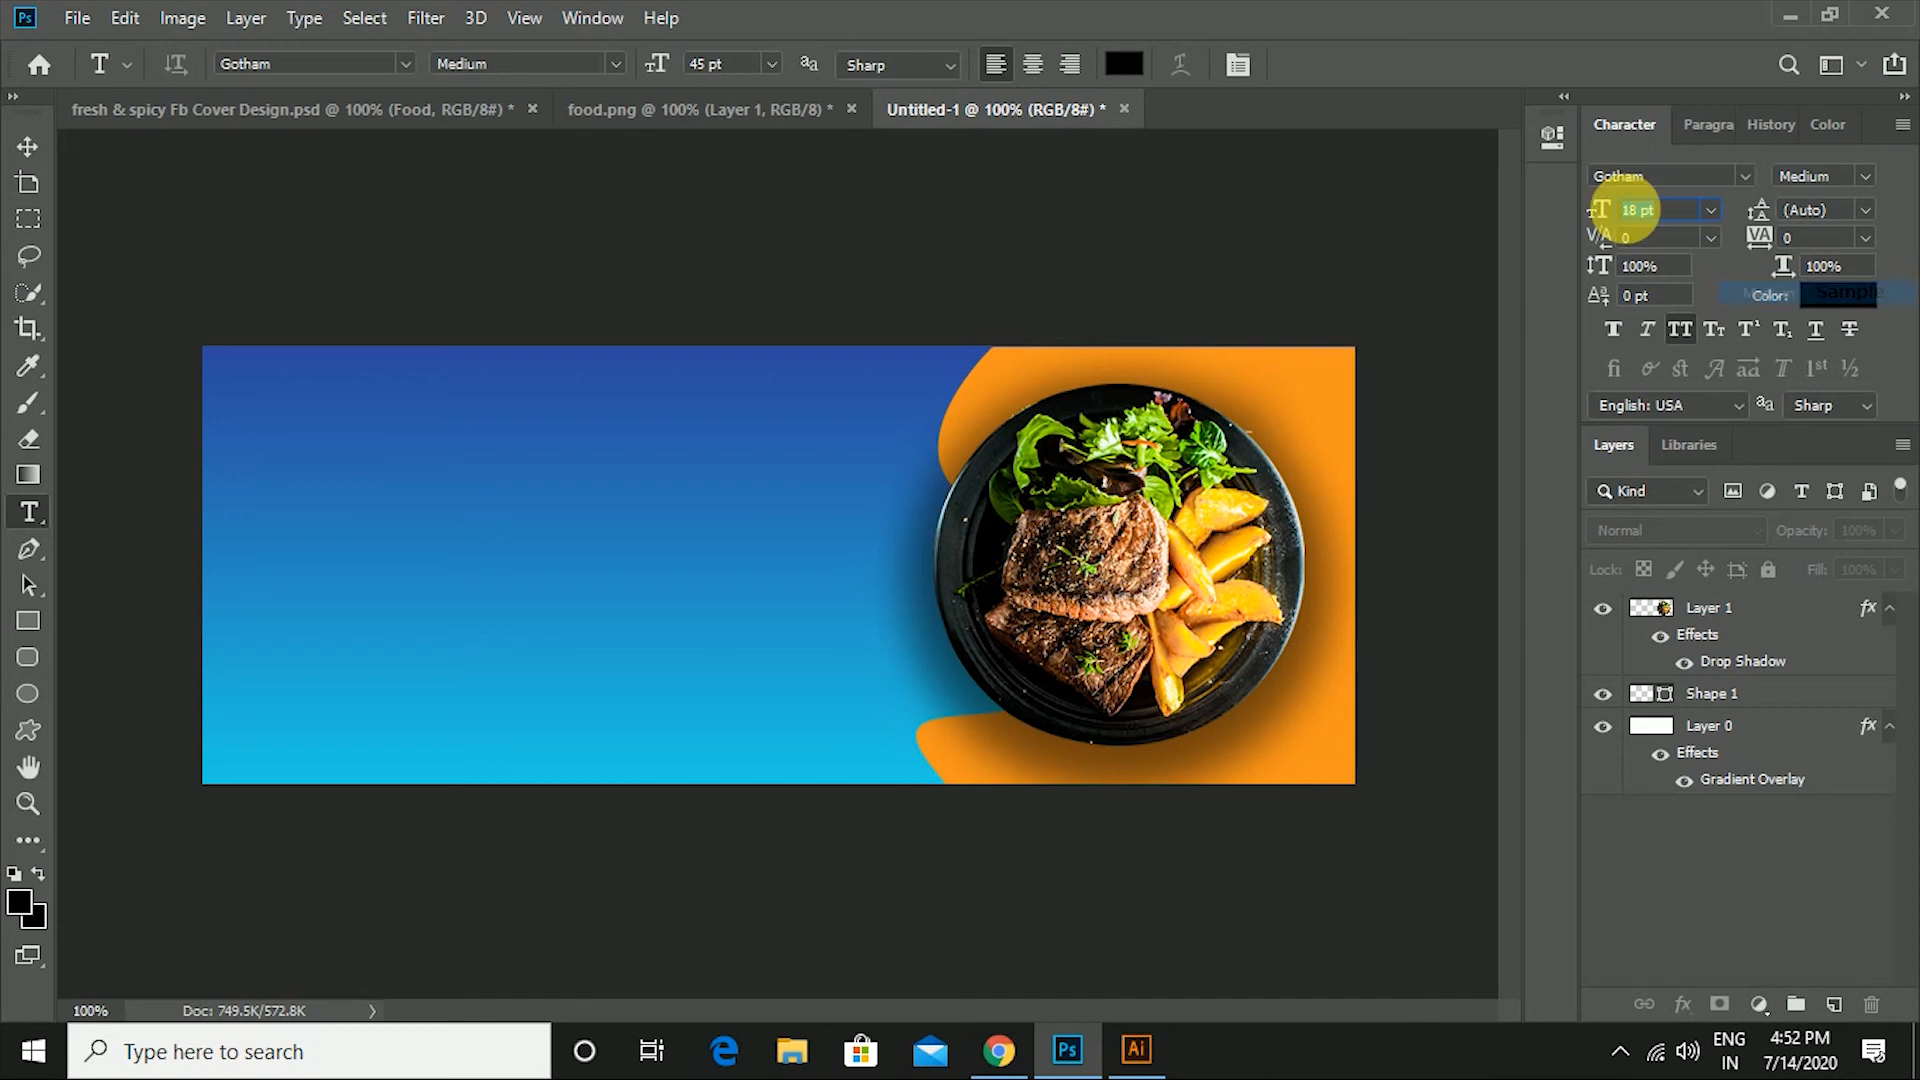 Ps File Edit Image Layer Type Select Filter 3D View Window Help
T Gotham Medium 45 pt Sharp
fresh & spicy Fb Cover Design.psd @ 100% (Food, RGB/8#) * food.png @ 100% (Layer 1, RGB/8) * Untitled-1 @ 100% (RGB/8#) *
Character Paragra History Color
Gotham Medium
18 pt (Auto)
0 0
100% 100%
0 pt Color: Sample
English: USA Sharp
Layers Libraries
Kind
Normal Opacity: 100%
Lock: Fill: 100%
Layer 1 fx
Effects
Drop Shadow
Shape 1
Layer 0 fx
Effects
Gradient Overlay
100% Doc: 749.5K/572.8K
Type here to search Ps Ai
ENG 4:52 PM
IN 7/14/2020